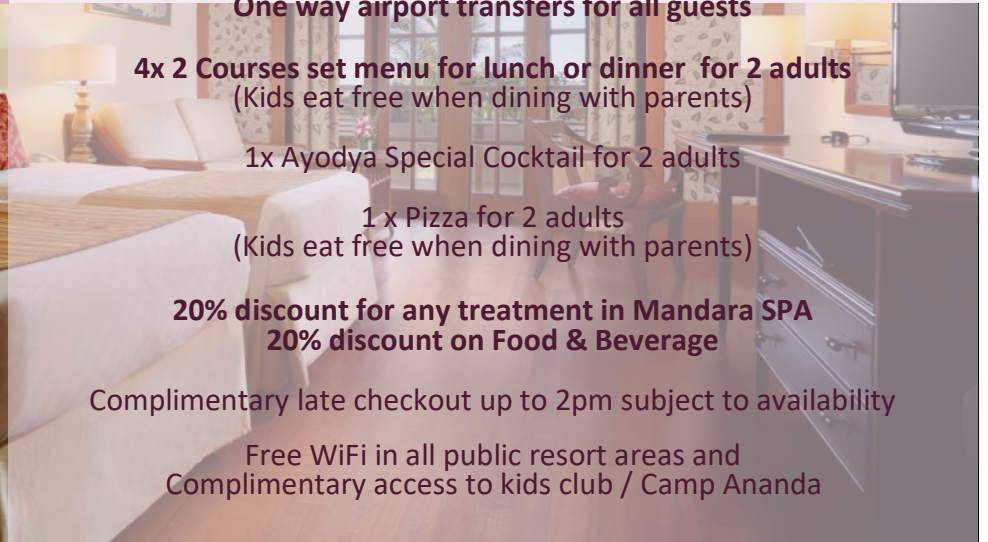 One way airport transfers for all guests
4x 2 Courses set menu for lunch or dinner for 2 adults
(Kids eat free when dining with parents)
1x Ayodya Special Cocktail for 2 adults
1 x Pizza for 2 adults
(Kids eat free when dining with parents)
20% discount for any treatment in Mandara SPA
20% discount on Food & Beverage
Complimentary late checkout up to 2pm subject to availability
Free WiFi in all public resort areas and
Complimentary access to kids club / Camp Ananda